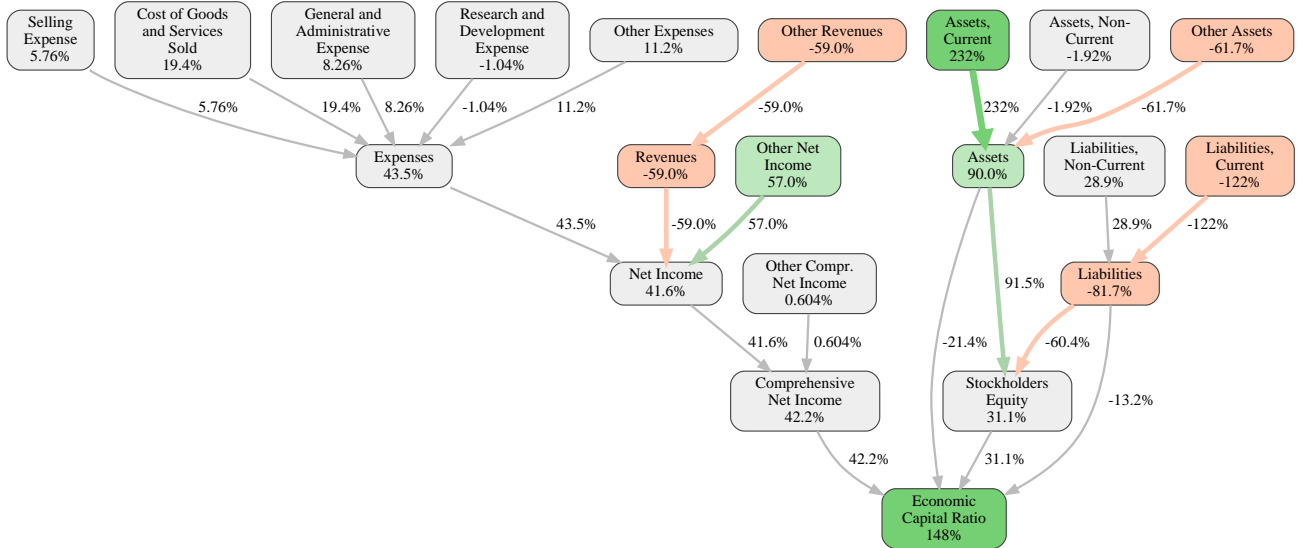 Selling
Expense
5.76%
Cost of Goods
and Services
Sold
19.4%
General and
Administrative
Expense
8.26%
Research and
Development
Expense
-1.04%
Other Expenses
11.2%
Other Revenues
-59.0%
Assets,
Current
232%
Assets, Non-
Current
-1.92%
Other Assets
-61.7%
5.76%
19.4%
8.26%
-1.04%
11.2%
-59.0%
232%
-1.92%
-61.7%
Expenses
43.5%
Revenues
-59.0%
Other Net
Income
57.0%
Assets
90.0%
Liabilities,
Non-Current
28.9%
Liabilities,
Current
-122%
43.5%
-59.0%
57.0%
28.9%
-122%
Net Income
41.6%
Other Compr.
Net Income
0.604%
91.5%
Liabilities
-81.7%
41.6%
0.604%
-21.4%
-60.4%
Comprehensive
Net Income
42.2%
Stockholders
Equity
31.1%
-13.2%
42.2%
31.1%
Economic
Capital Ratio
148%